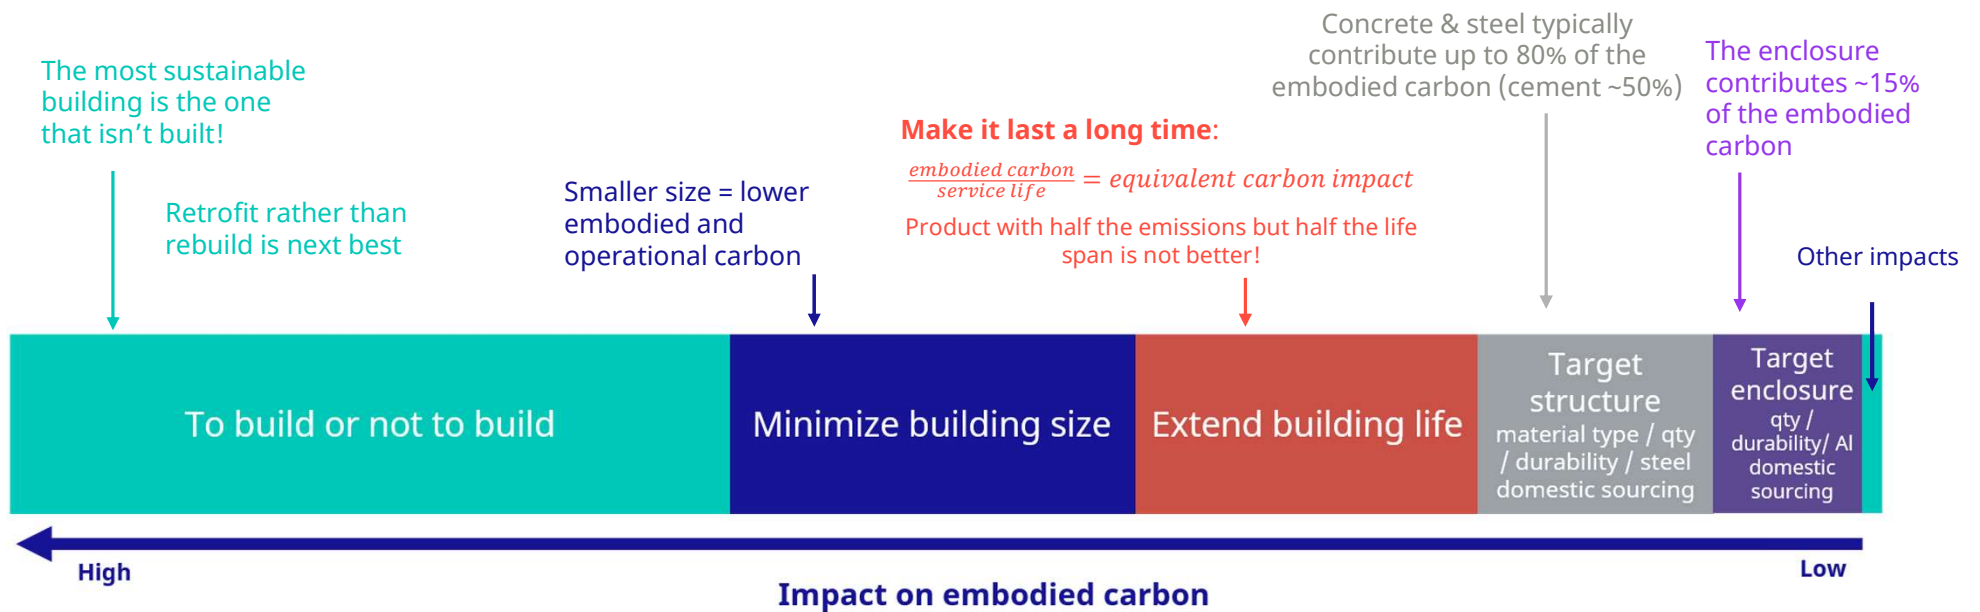 The most sustainable
building is the one
that isn't built!
Retrofit rather than
rebuild is next best
Smaller size = lower
embodied and
operational carbon
Make it last a long time:
embodied carbon
service life
= equivalent carbon impact
Product with half the emissions but half the life
span is not better!
Concrete & steel typically
contribute up to 80% of the
embodied carbon (cement ~50%)
The enclosure
contributes ~15%
of the embodied
carbon
Other impacts
To build or not to build
Minimize building size
Extend building life
Target
structure
material type / qty
/ durability / steel
domestic sourcing
Target
enclosure
qty /
durability/ Al
domestic
sourcing
High
Low
Impact on embodied carbon